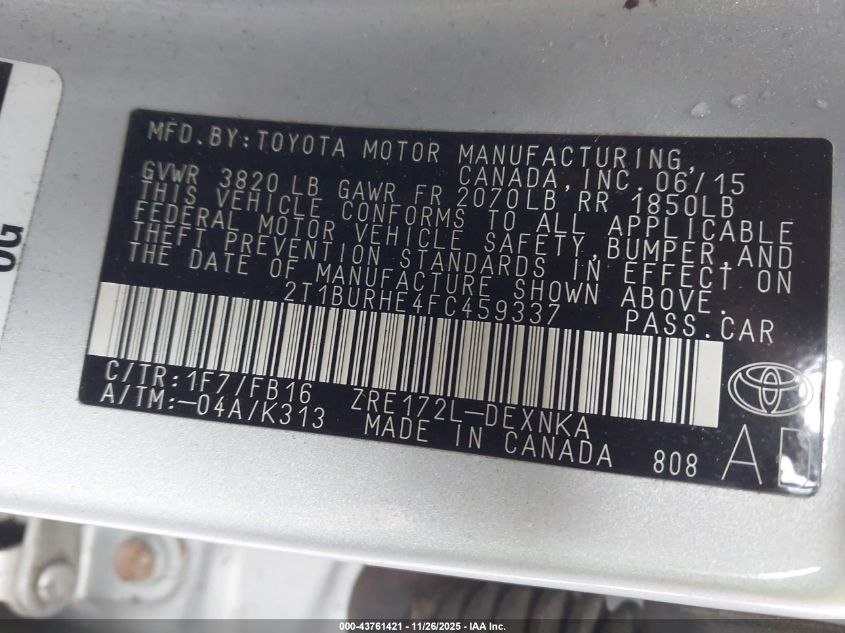 MFD.BY:TOYOTA MOTOR MANUFACTURING,
CANADA, INC. 06/15
GVWR 3820 LB GAWR FR 2070LB RR 1850LB
THIS VEHICLE CONFORMS TO ALL APPLICABLE
FEDERAL MOTOR VEHICLE SAFETY,BUMPER,AND
THEFT PREVENTION STANDARDS IN EFFECT ON
THE DATE OF MANUFACTURE SHOWN ABOVE.
2T1BURHE4FC459337 PASS.CAR
C/TR:1F7/FB16 ZRE172L-DEXNKA
A/TM:-04A/K313 MADE IN CANADA 808
000-43761421 - 11/26/2025 - IAA Inc.